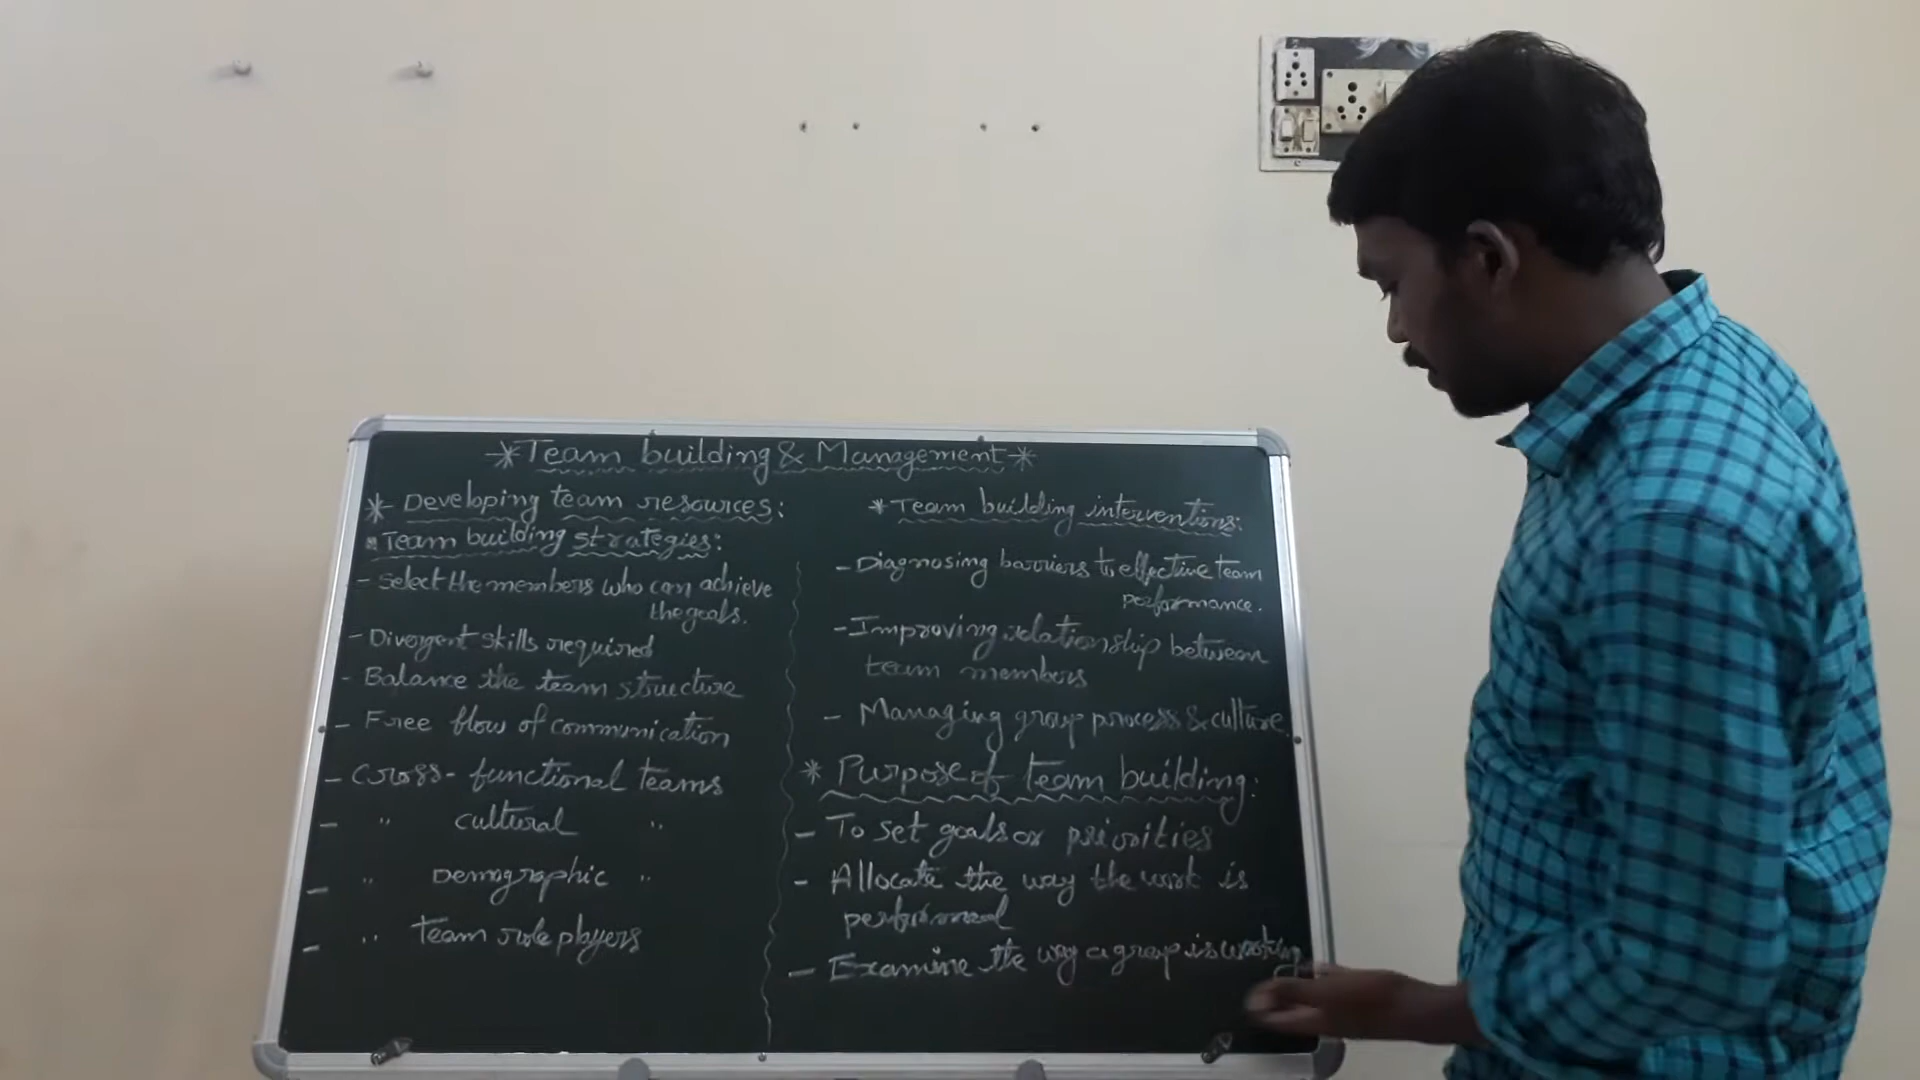 *Team building & Management*
* Developing team resources:
Team building strategies:
- Select the members who can achieve
the goals.
- Divergent skills required
- Balance the team structure
- Free flow of communication
- Cross-functional teams
- " cultural "
- " Demographic "
- " team role players
* Team building interventions:
- Diagnosing barriers to effective team
performance.
- Improving relationship between
team members
- Managing group process & culture.
* Purpose of team building:
- To set goals or priorities
- Allocate the way the work is
performed
- Examine the way a group is working